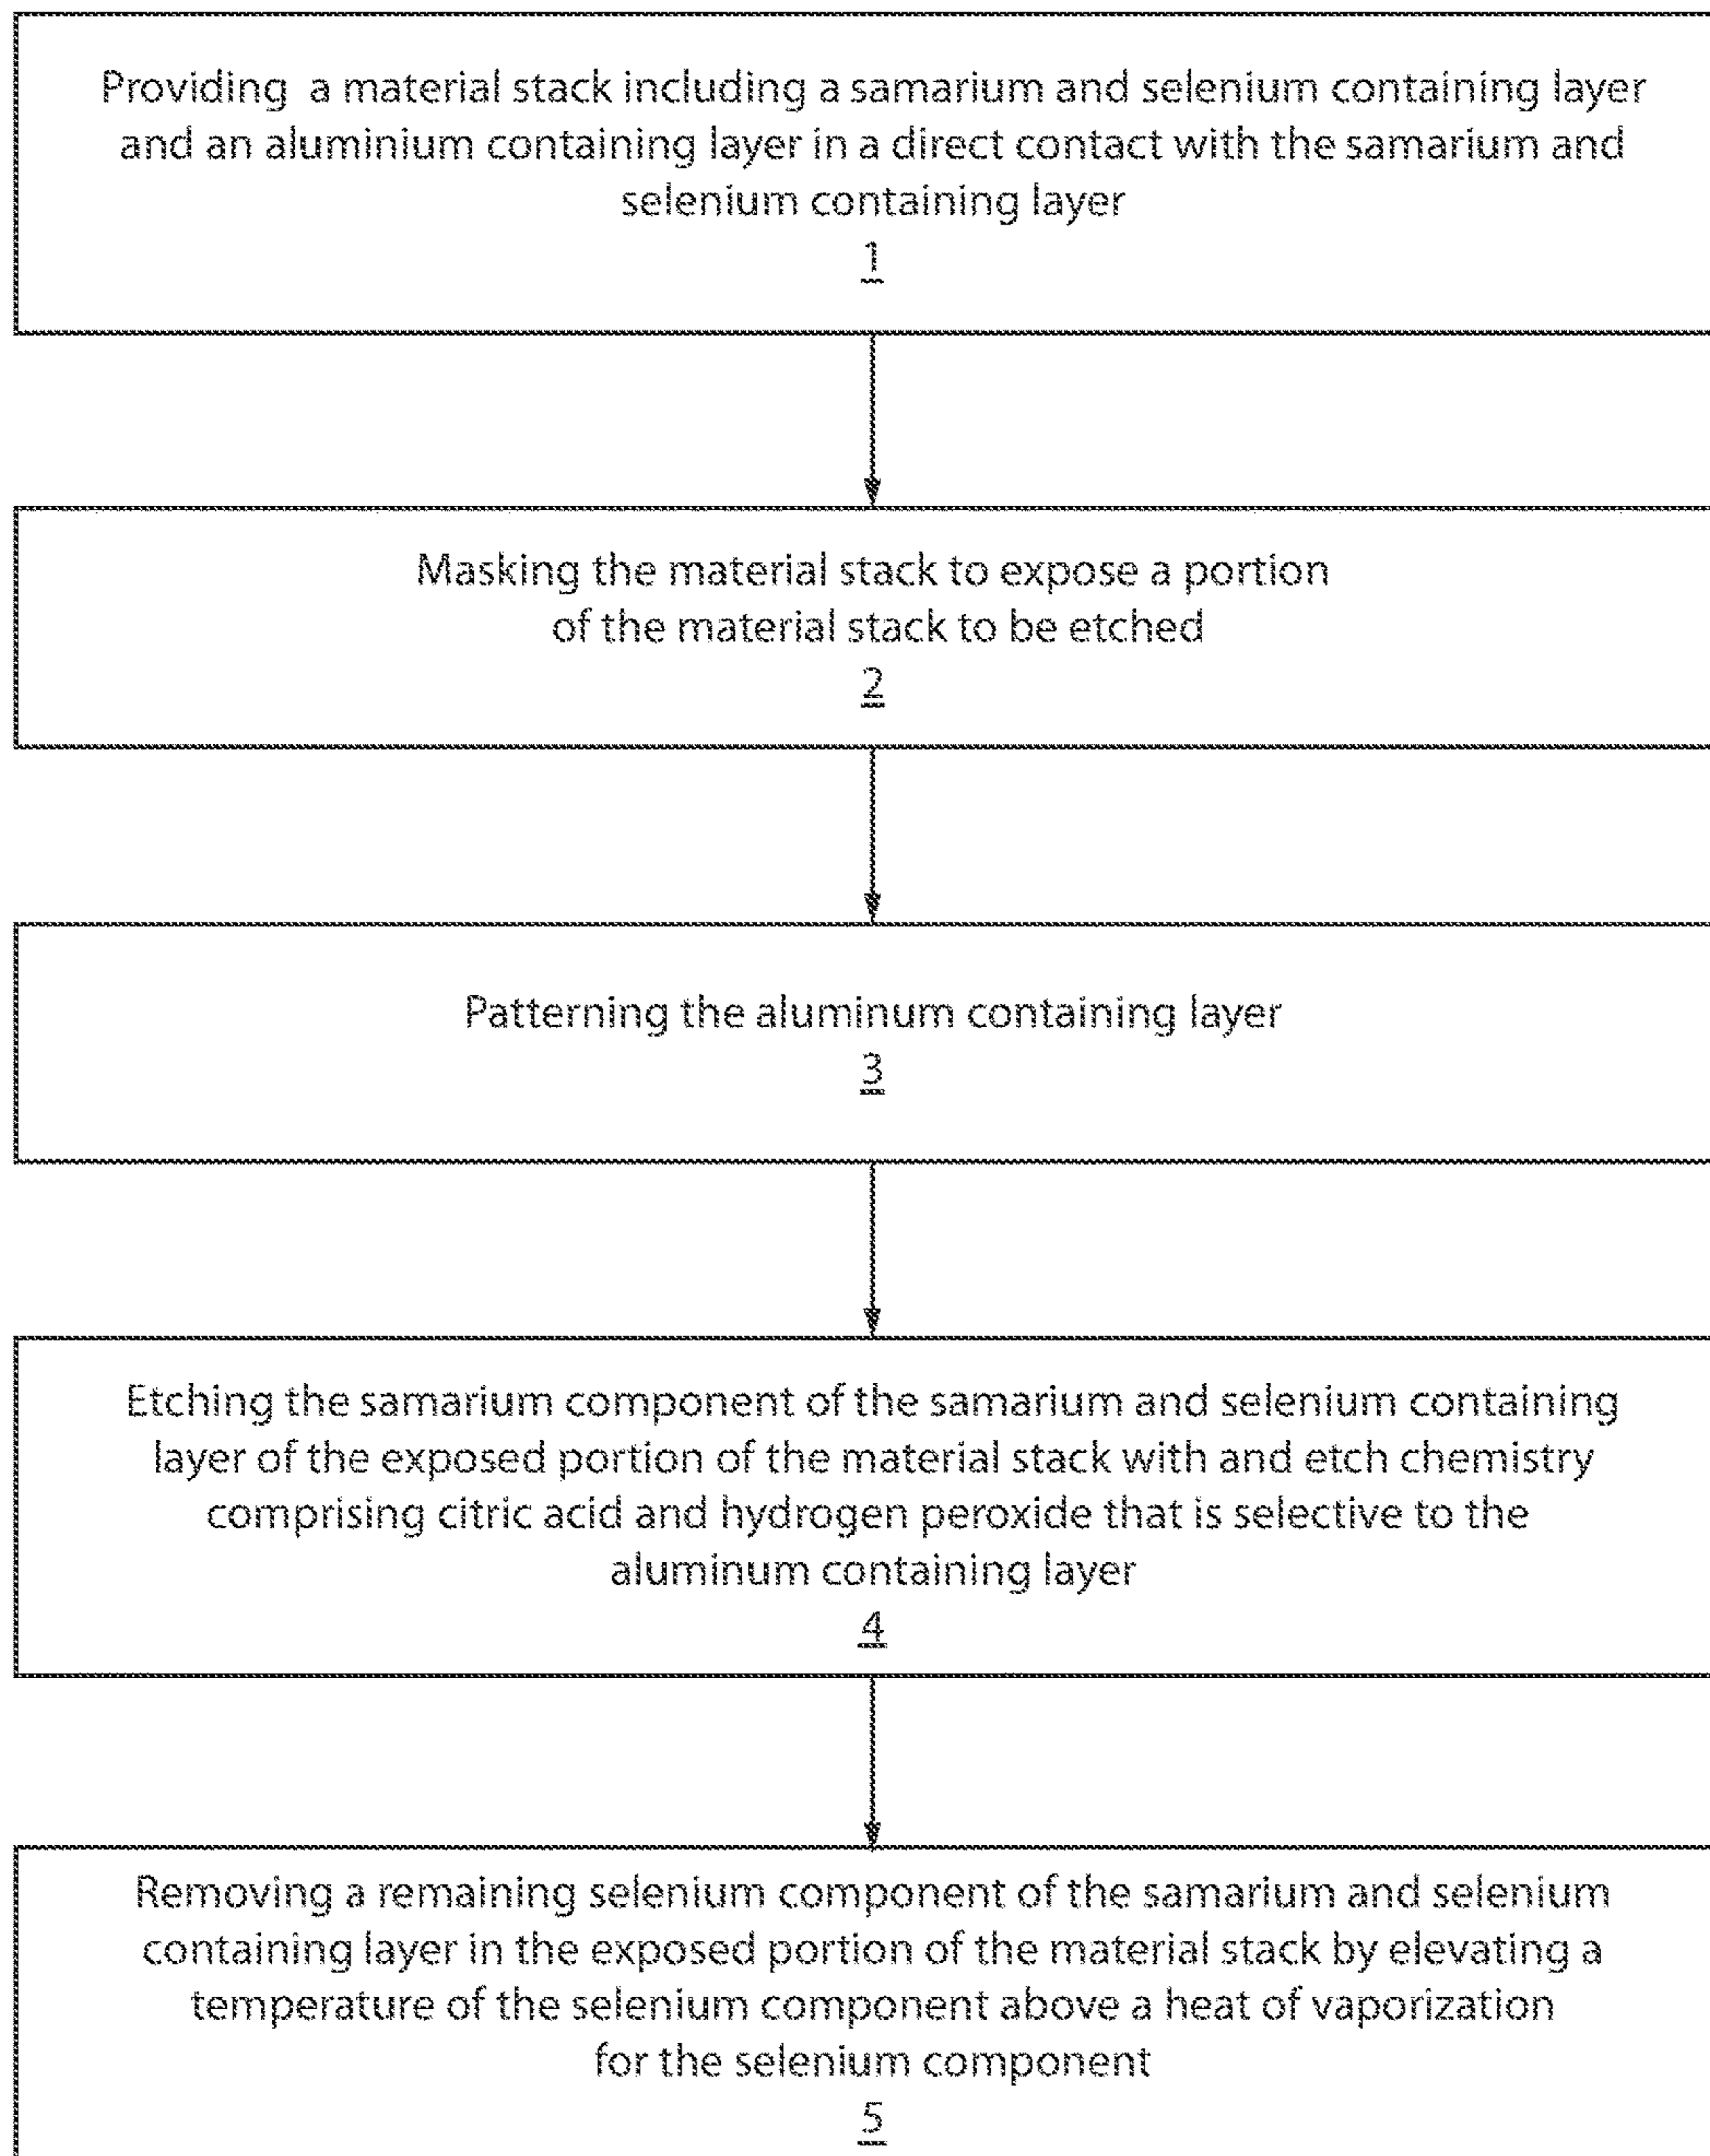 Providing a material stack including a samarium and selenium containing layer
and an aluminium containing layer in a direct contact with the samarium and
selenium containing layer
1
Masking the material stack to expose a portion
of the material stack to be etched
2
Patterning the aluminum containing layer
3
Etching the samarium component of the samarium and selenium containing
layer of the exposed portion of the material stack with and etch chemistry
comprising citric acid and hydrogen peroxide that is selective to the
aluminum containing layer
4
Removing a remaining selenium component of the samarium and selenium
containing layer in the exposed portion of the material stack by elevating a
temperature of the selenium component above a heat of vaporization
for the selenium component
5